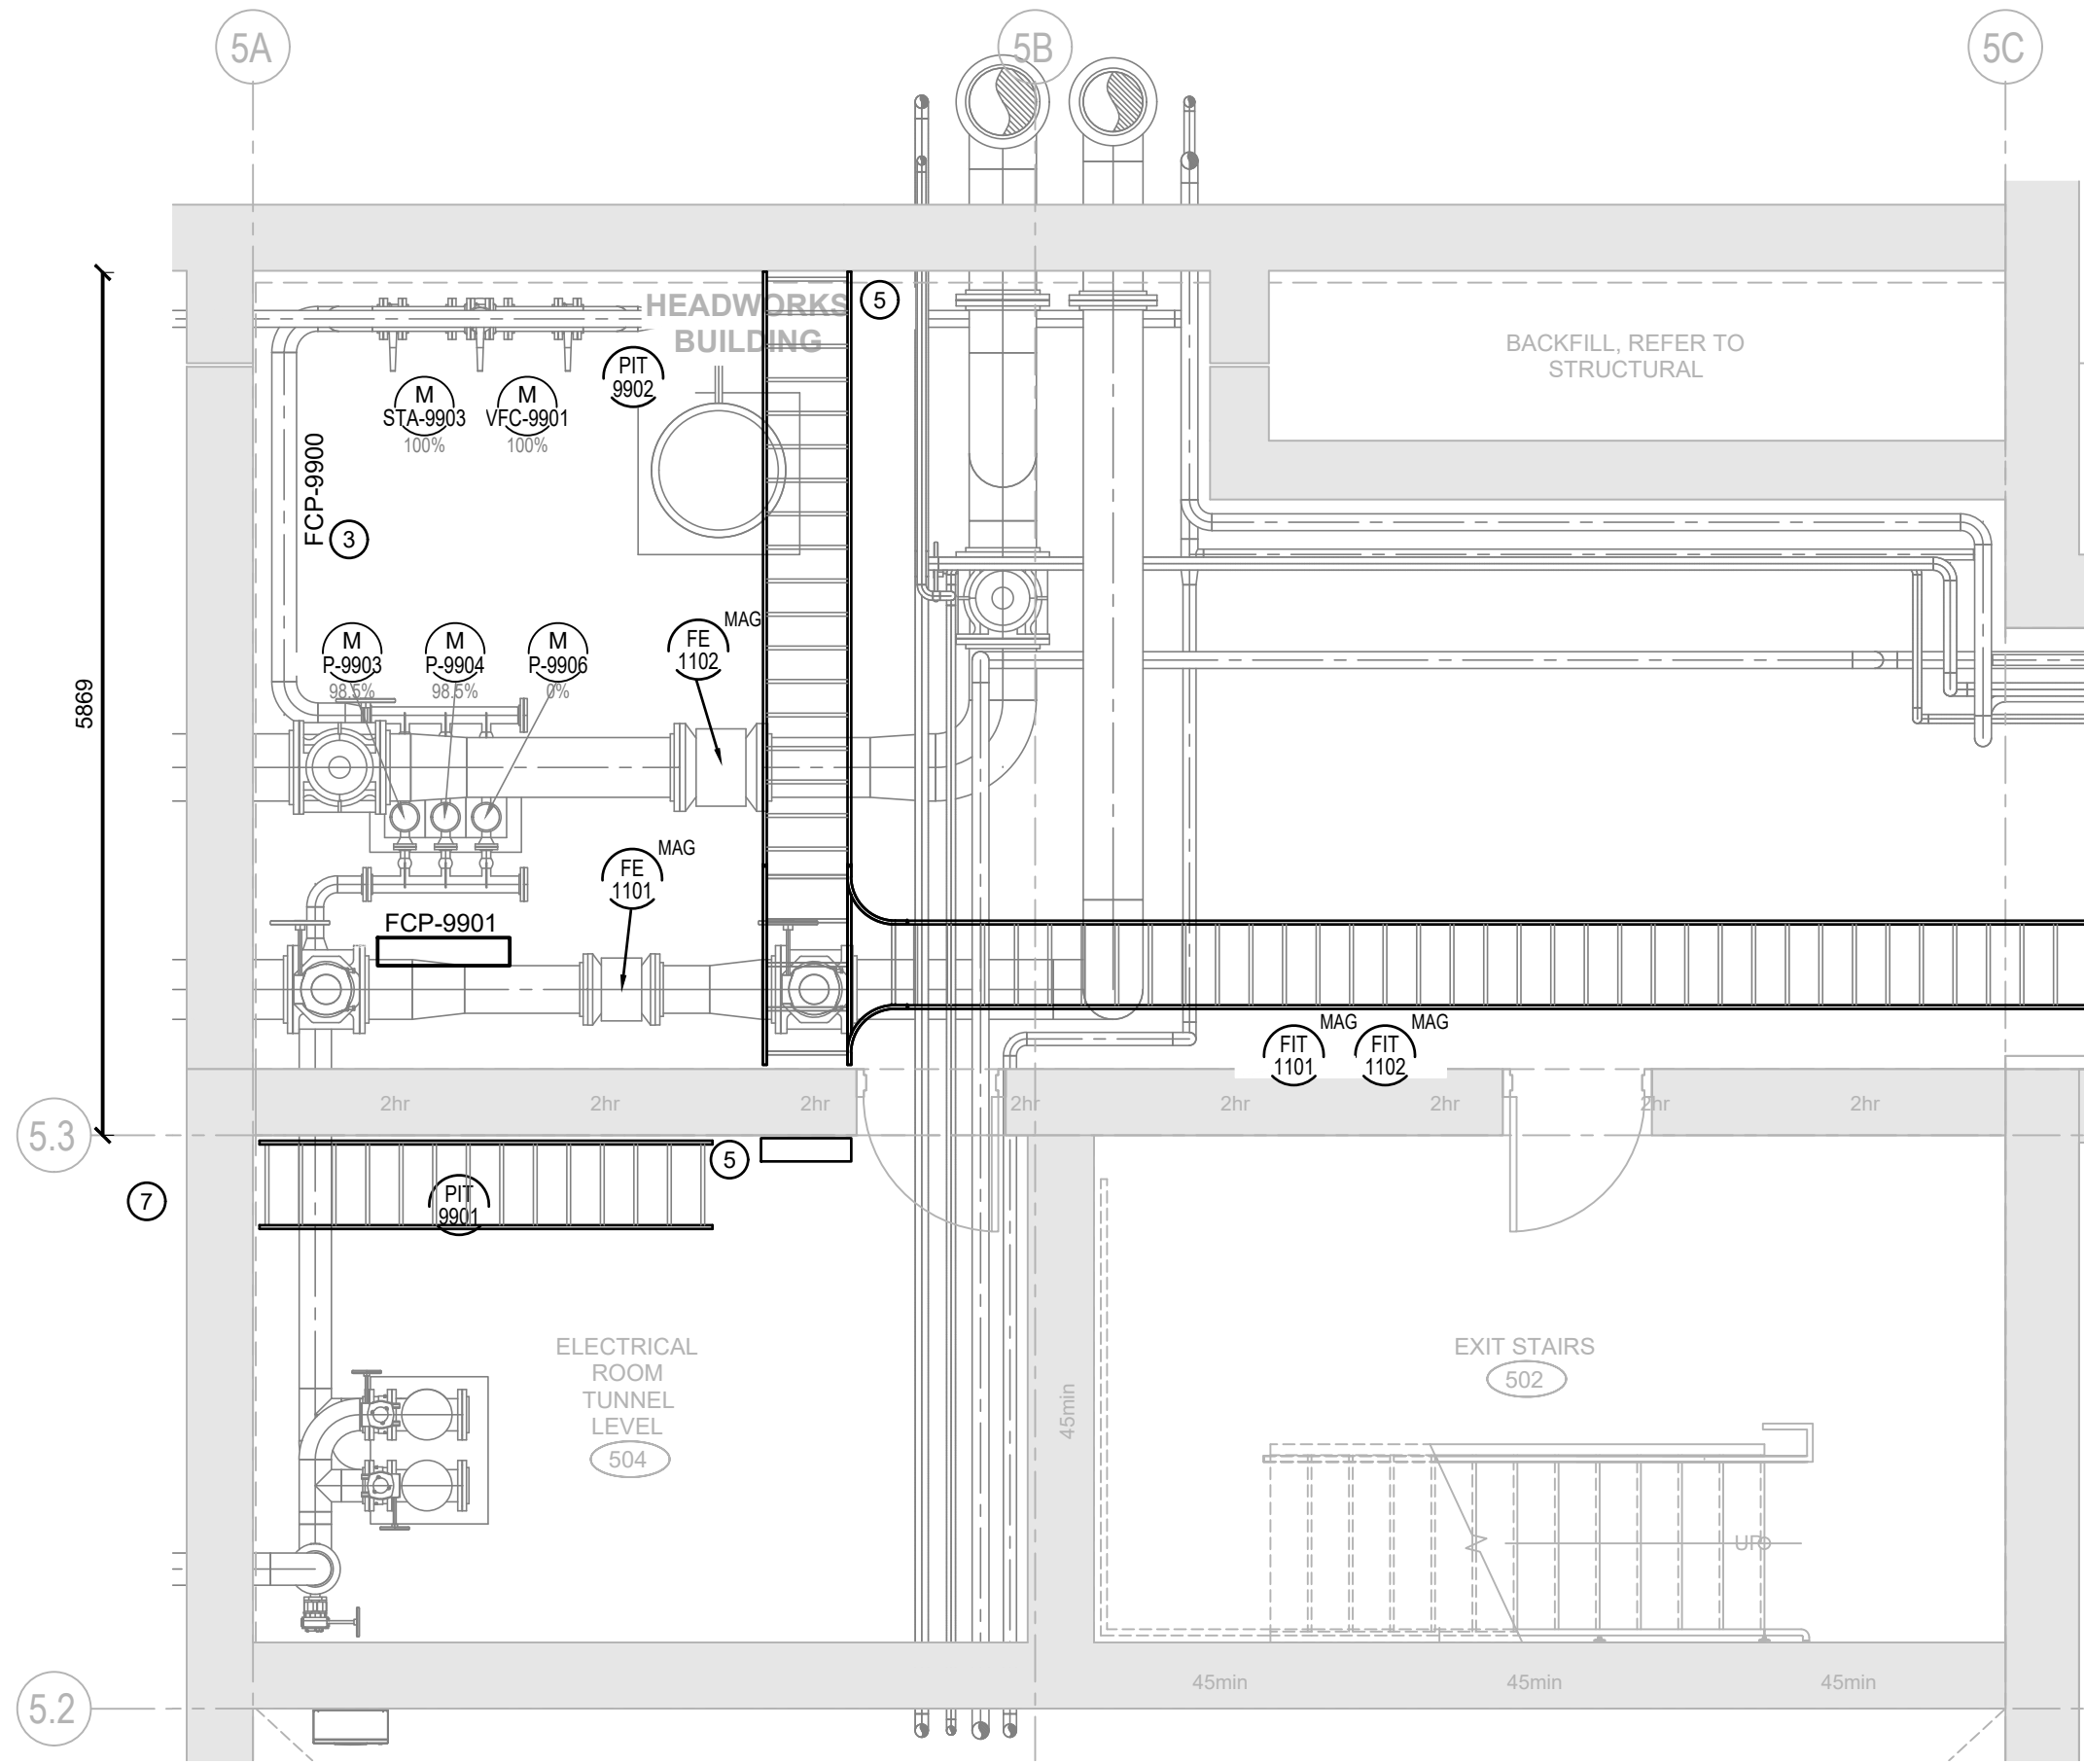 5A
5B
5C
HEADWORKS
BUILDING
5
BACKFILL, REFER TO
STRUCTURAL
PIT
9902
M
STA-9903
100%
M
VFC-9901
100%
FCP-9900
3
5869
M
P-9903
98.5%
M
P-9904
98.5%
M
P-9906
0%
FE
1102
MAG
FE
1101
MAG
FCP-9901
FIT
1101
MAG
FIT
1102
MAG
2hr
2hr
2hr
2hr
2hr
2hr
2hr
2hr
5.3
5
7
PIT
9901
ELECTRICAL
ROOM
TUNNEL
LEVEL
504
45min
EXIT STAIRS
502
UP
45min
45min
45min
5.2